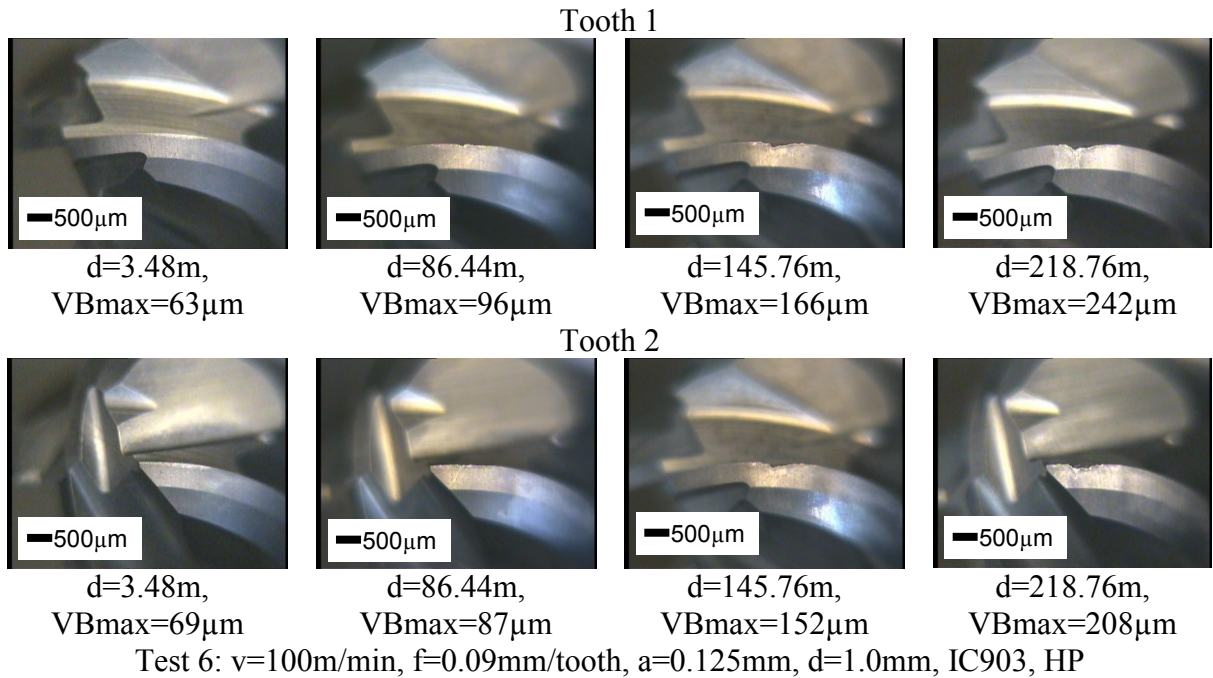 Tooth 1
500µm 500µm 500µm 500µm
d=3.48m, d=86.44m, d=145.76m, d=218.76m,
VBmax=63µm VBmax=96µm VBmax=166µm VBmax=242µm
Tooth 2
500µm 500µm 500µm 500µm
d=3.48m, d=86.44m, d=145.76m, d=218.76m,
VBmax=69µm VBmax=87µm VBmax=152µm VBmax=208µm
Test 6: v=100m/min, f=0.09mm/tooth, a=0.125mm, d=1.0mm, IC903, HP